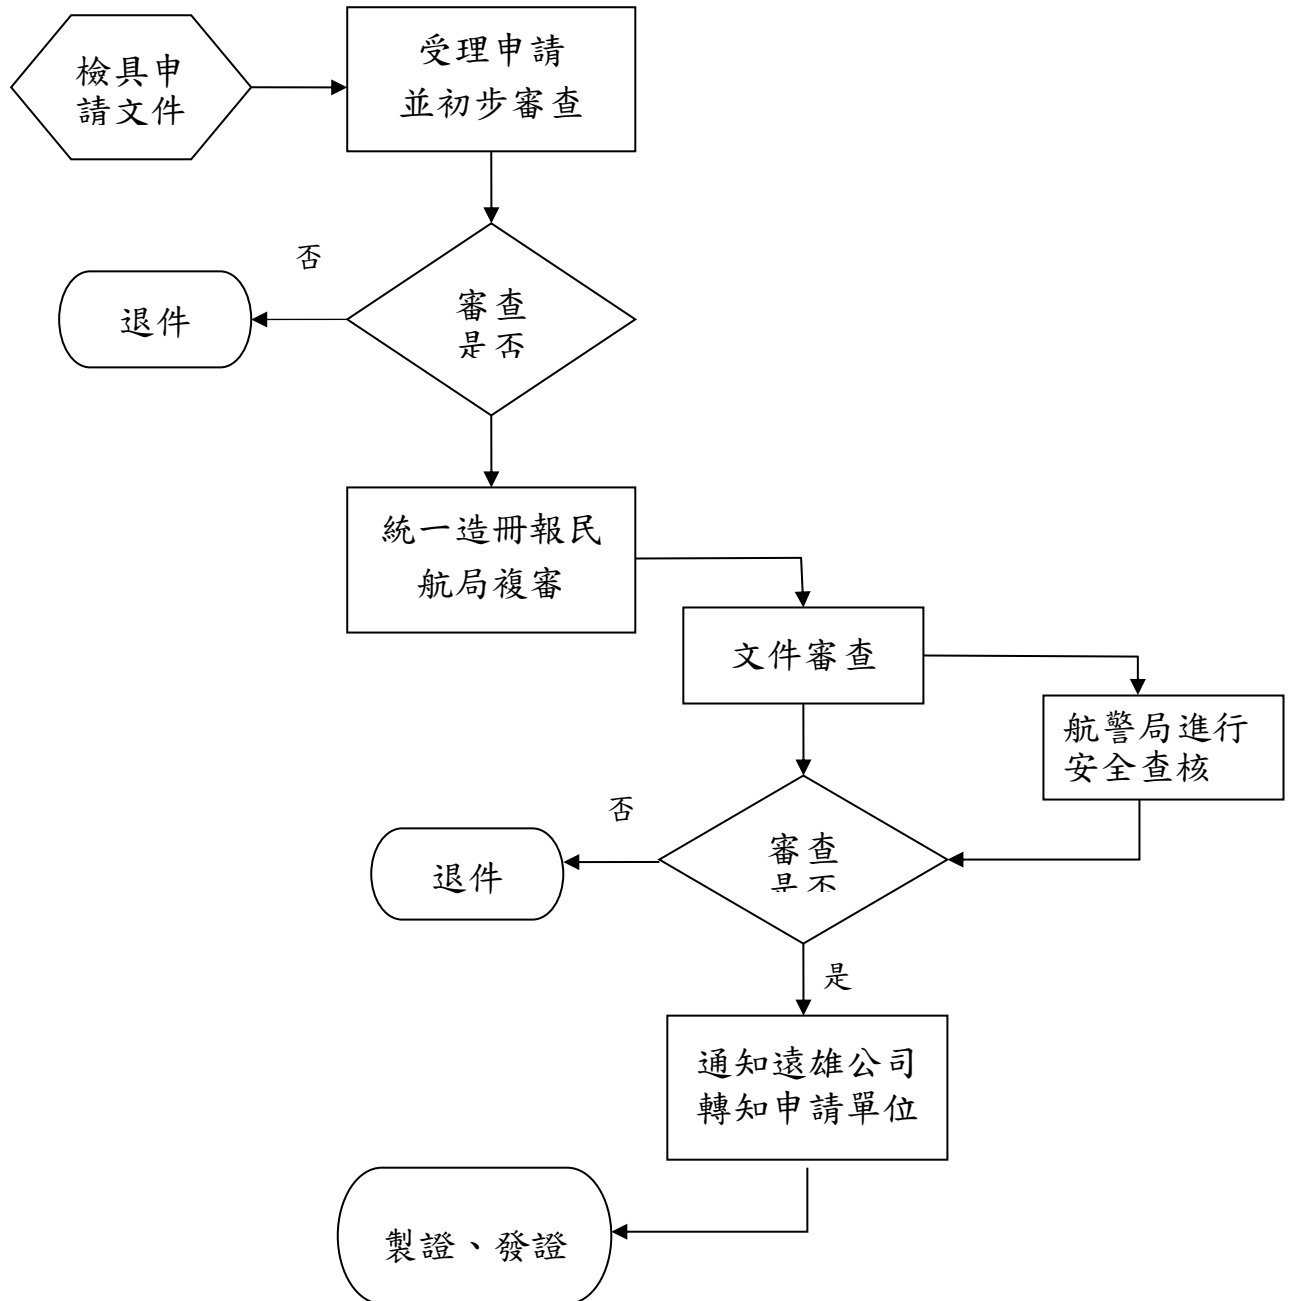 檢具申
請文件
受理申請
並初步審查
否
退件
審查
是否
統一造冊報民
航局複審
文件審查
航警局進行
安全查核
否
退件
審查
是否
是
通知遠雄公司
轉知申請單位
製證、發證